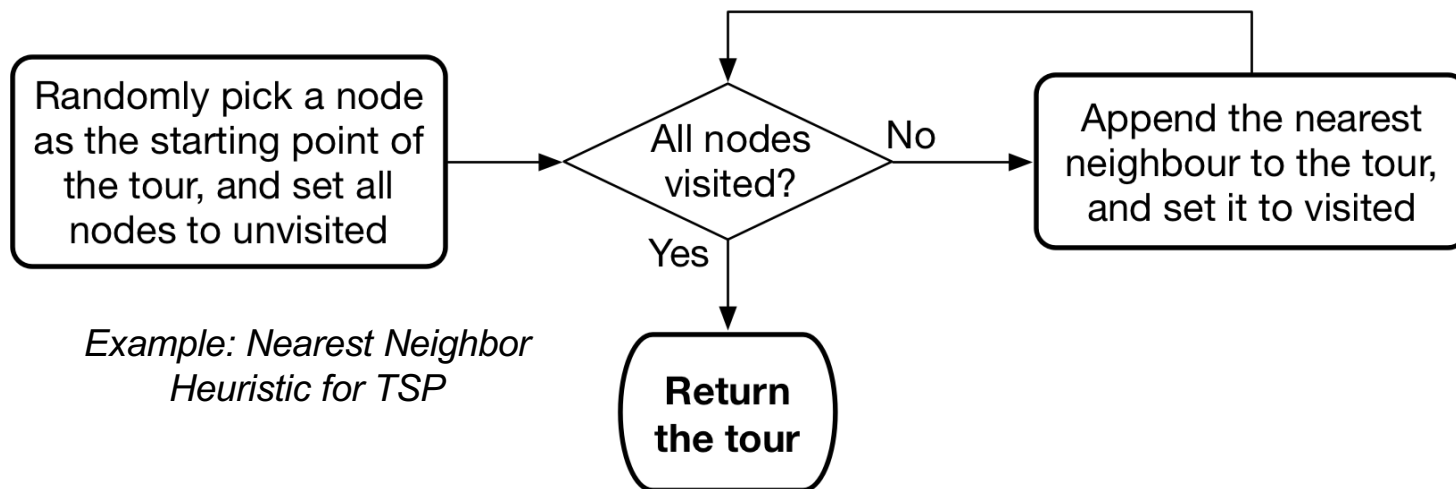 Randomly pick a node
as the starting point of
the tour, and set all
nodes to unvisited
All nodes
visited?
No
Append the nearest
neighbour to the tour,
and set it to visited
Yes
Example: Nearest Neighbor
Heuristic for TSP
Return
the tour